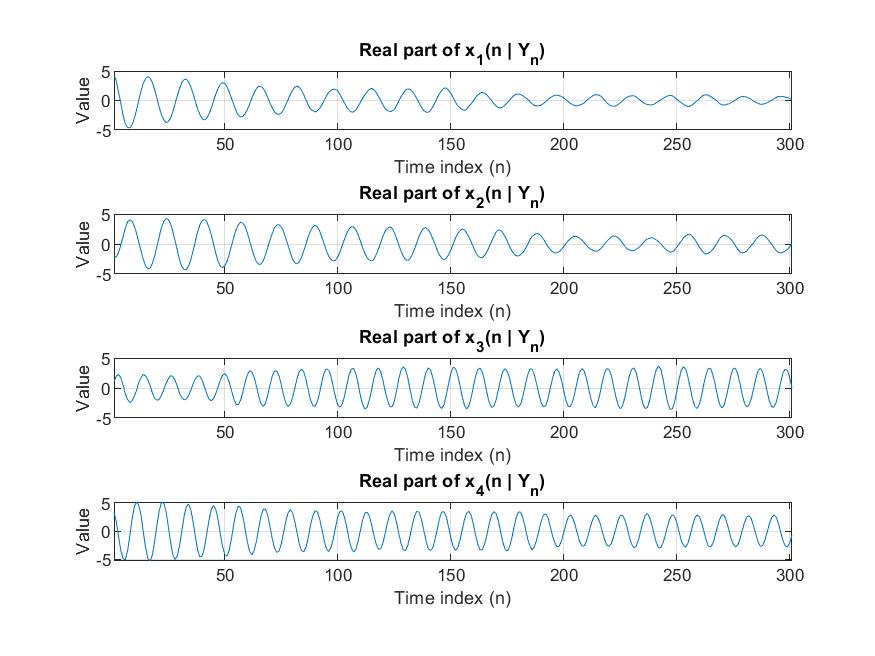 Real part of x1(n | Yn)
Value
5
0
-5
50 100 150 200 250 300
Time index (n)
Real part of x2(n | Yn)
Value
5
0
-5
50 100 150 200 250 300
Time index (n)
Real part of x3(n | Yn)
Value
5
0
-5
50 100 150 200 250 300
Time index (n)
Real part of x4(n | Yn)
Value
5
0
-5
50 100 150 200 250 300
Time index (n)